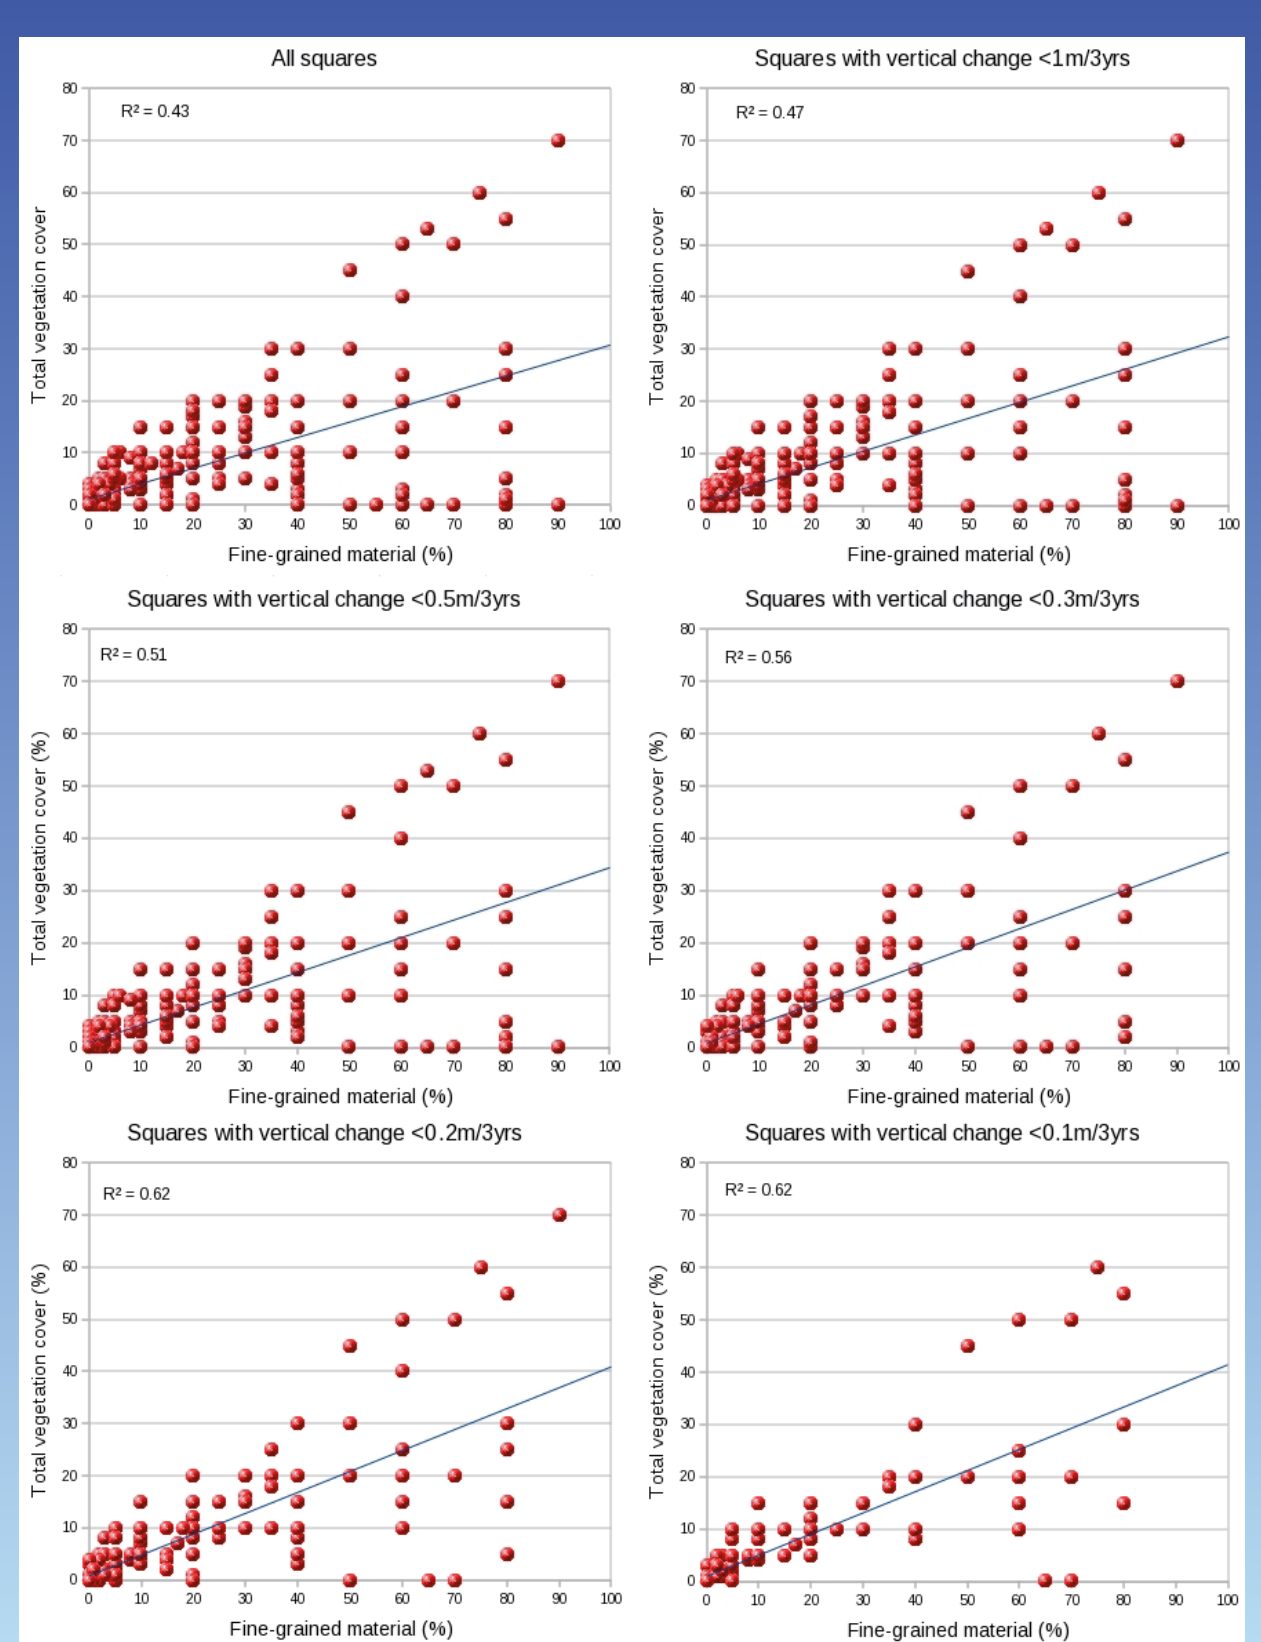 All squares
R² = 0.43
Total vegetation cover
80
70
60
50
40
30
20
10
0
0 10 20 30 40 50 60 70 80 90 100
Fine-grained material (%)
Squares with vertical change <1m/3yrs
R² = 0.47
Total vegetation cover
80
70
60
50
40
30
20
10
0
0 10 20 30 40 50 60 70 80 90 100
Fine-grained material (%)
Squares with vertical change <0.5m/3yrs
R² = 0.51
Total vegetation cover (%)
80
70
60
50
40
30
20
10
0
0 10 20 30 40 50 60 70 80 90 100
Fine-grained material (%)
Squares with vertical change <0.3m/3yrs
R² = 0.56
Total vegetation cover (%)
80
70
60
50
40
30
20
10
0
0 10 20 30 40 50 60 70 80 90 100
Fine-grained material (%)
Squares with vertical change <0.2m/3yrs
R² = 0.62
Total vegetation cover (%)
80
70
60
50
40
30
20
10
0
0 10 20 30 40 50 60 70 80 90 100
Fine-grained material (%)
Squares with vertical change <0.1m/3yrs
R² = 0.62
Total vegetation cover (%)
80
70
60
50
40
30
20
10
0
0 10 20 30 40 50 60 70 80 90 100
Fine-grained material (%)